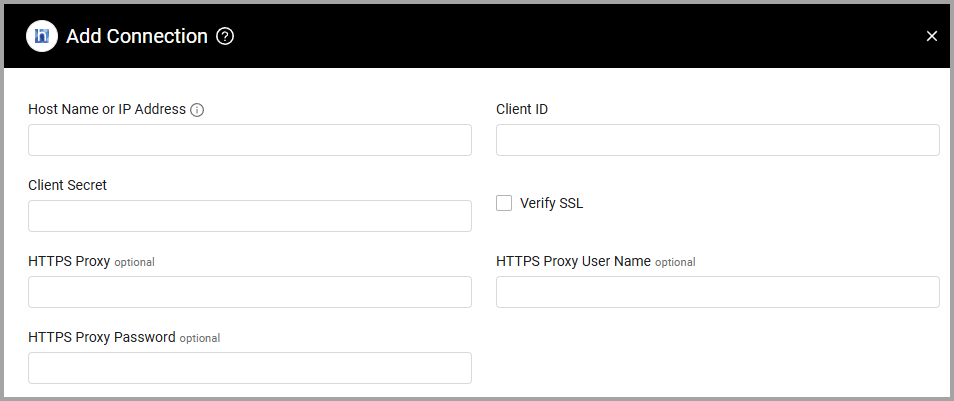 Add Connection
Host Name or IP Address
Client ID
Client Secret
Verify SSL
HTTPS Proxy optional
HTTPS Proxy User Name optional
HTTPS Proxy Password optional